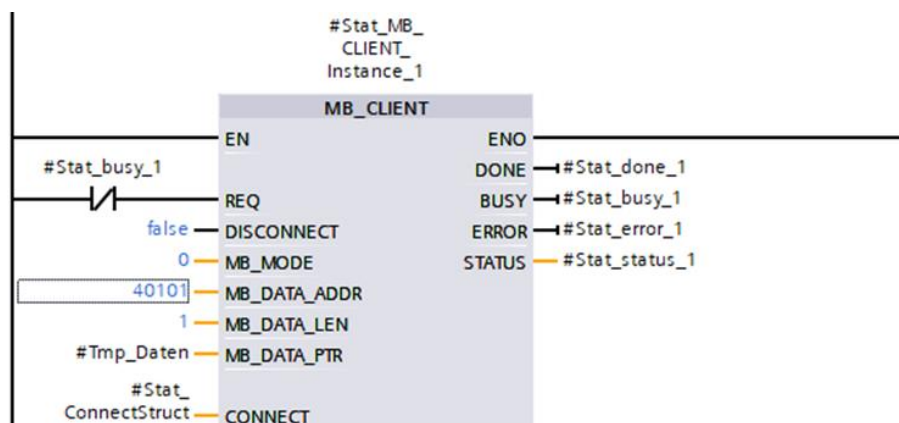 #Stat_MB_
CLIENT_
Instance_1
MB_CLIENT
EN ENO
#Stat_busy_1 DONE #Stat_done_1
REQ BUSY #Stat_busy_1
false DISCONNECT ERROR #Stat_error_1
0 MB_MODE STATUS #Stat_status_1
40101 MB_DATA_ADDR
1 MB_DATA_LEN
#Tmp_Daten MB_DATA_PTR
#Stat_
ConnectStruct CONNECT